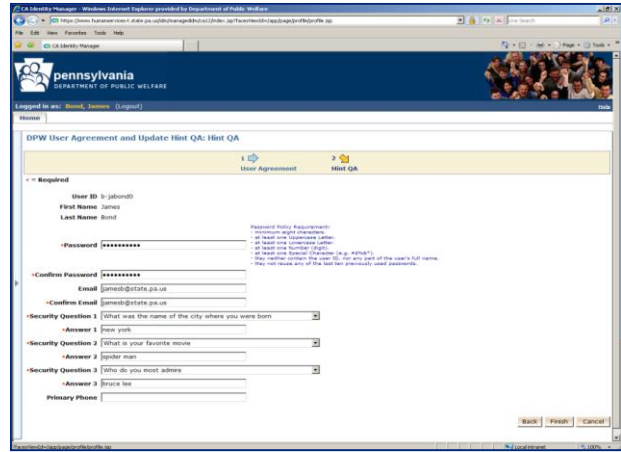 CA Identity Manager - Windows Internet Explorer provided by Department of Public Welfare
File Edit View Favorites Tools Help
CA Identity Manager
Page Tools
pennsylvania
DEPARTMENT OF PUBLIC WELFARE
Logged in as: Bond, James (Logout)
Help
Home
DPW User Agreement and Update Hint QA: Hint QA
1 2
User Agreement Hint QA
• = Required
User ID b-jabond0
First Name James
Last Name Bond
Password Policy Requirement:
- minimum eight characters.
- at least one Uppercase Letter.
- at least one Lowercase Letter.
- at least one Number (digit).
- at least one Special Character (e.g. #$%&*)
- May neither contain the user ID, nor any part of the user's full name.
- May not reuse any of the last ten previously used passwords.
•Password ••••••••••
•Confirm Password ••••••••••
Email jamesb@state.pa.us
•Confirm Email jamesb@state.pa.us
•Security Question 1 What was the name of the city where you were born
•Answer 1 new york
•Security Question 2 What is your favorite movie
•Answer 2 spider man
•Security Question 3 Who do you most admire
•Answer 3 bruce lee
Primary Phone
Back Finish Cancel
Local intranet 100%